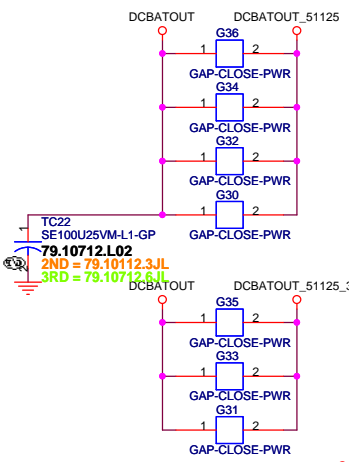 DCBATOUT DCBATOUT_51125
G36
1 2
GAP-CLOSE-PWR
G34
1 2
GAP-CLOSE-PWR
G32
1 2
GAP-CLOSE-PWR
G30
1 2
GAP-CLOSE-PWR
TC22
1
SE100U25VM-L1-GP
79.10712.L02
2ND = 79.10112.3JL
3RD = 79.10712.6JL
DCBATOUT DCBATOUT_51125_3
G35
1 2
GAP-CLOSE-PWR
G33
1 2
GAP-CLOSE-PWR
G31
1 2
GAP-CLOSE-PWR